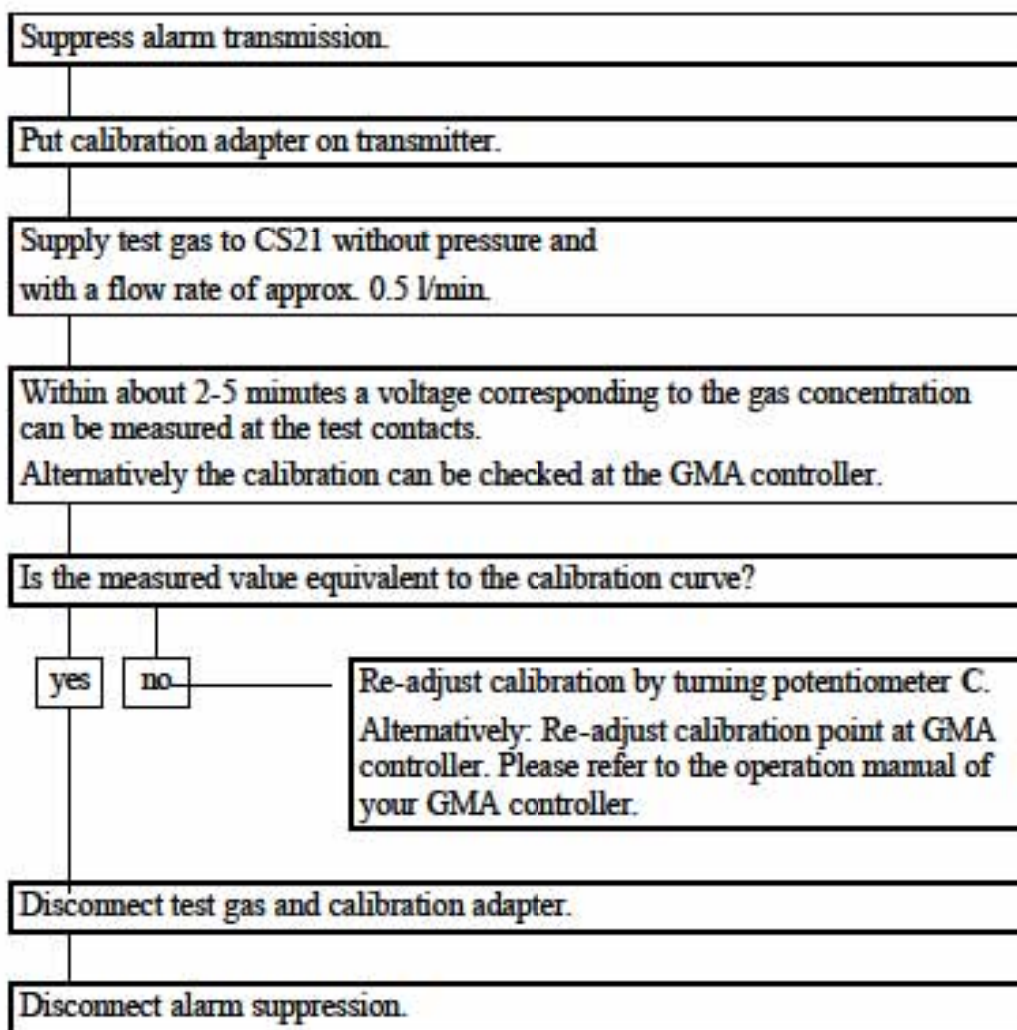 Suppress alarm transmission.
Put calibration adapter on transmitter.
Supply test gas to CS21 without pressure and
with a flow rate of approx. 0.5 l/min.
Within about 2-5 minutes a voltage corresponding to the gas concentration
can be measured at the test contacts.
Alternatively the calibration can be checked at the GMA controller.
Is the measured value equivalent to the calibration curve?
yes
no
Re-adjust calibration by turning potentiometer C.
Alternatively: Re-adjust calibration point at GMA
controller. Please refer to the operation manual of
your GMA controller.
Disconnect test gas and calibration adapter.
Disconnect alarm suppression.